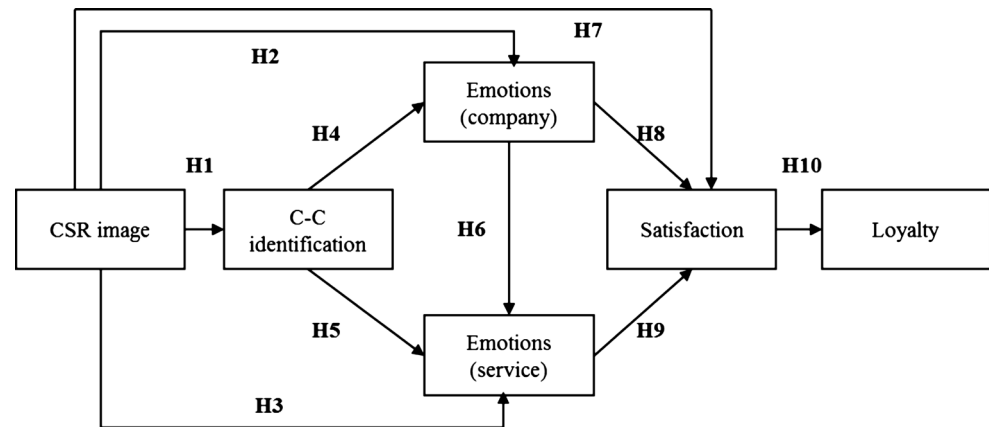 H7
H2
Emotions
(company)
H4
H8
H1
H10
CSR image
C-C
identification
H6
Satisfaction
Loyalty
H5
Emotions
(service)
H9
H3